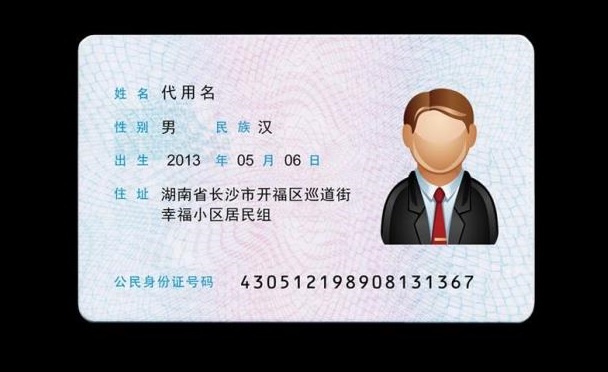 姓名 代用名
性别 男 民族 汉
出生 2013 年 05 月 06 日
住址 湖南省长沙市开福区巡道街
幸福小区居民组
公民身份证号码 430512198908131367